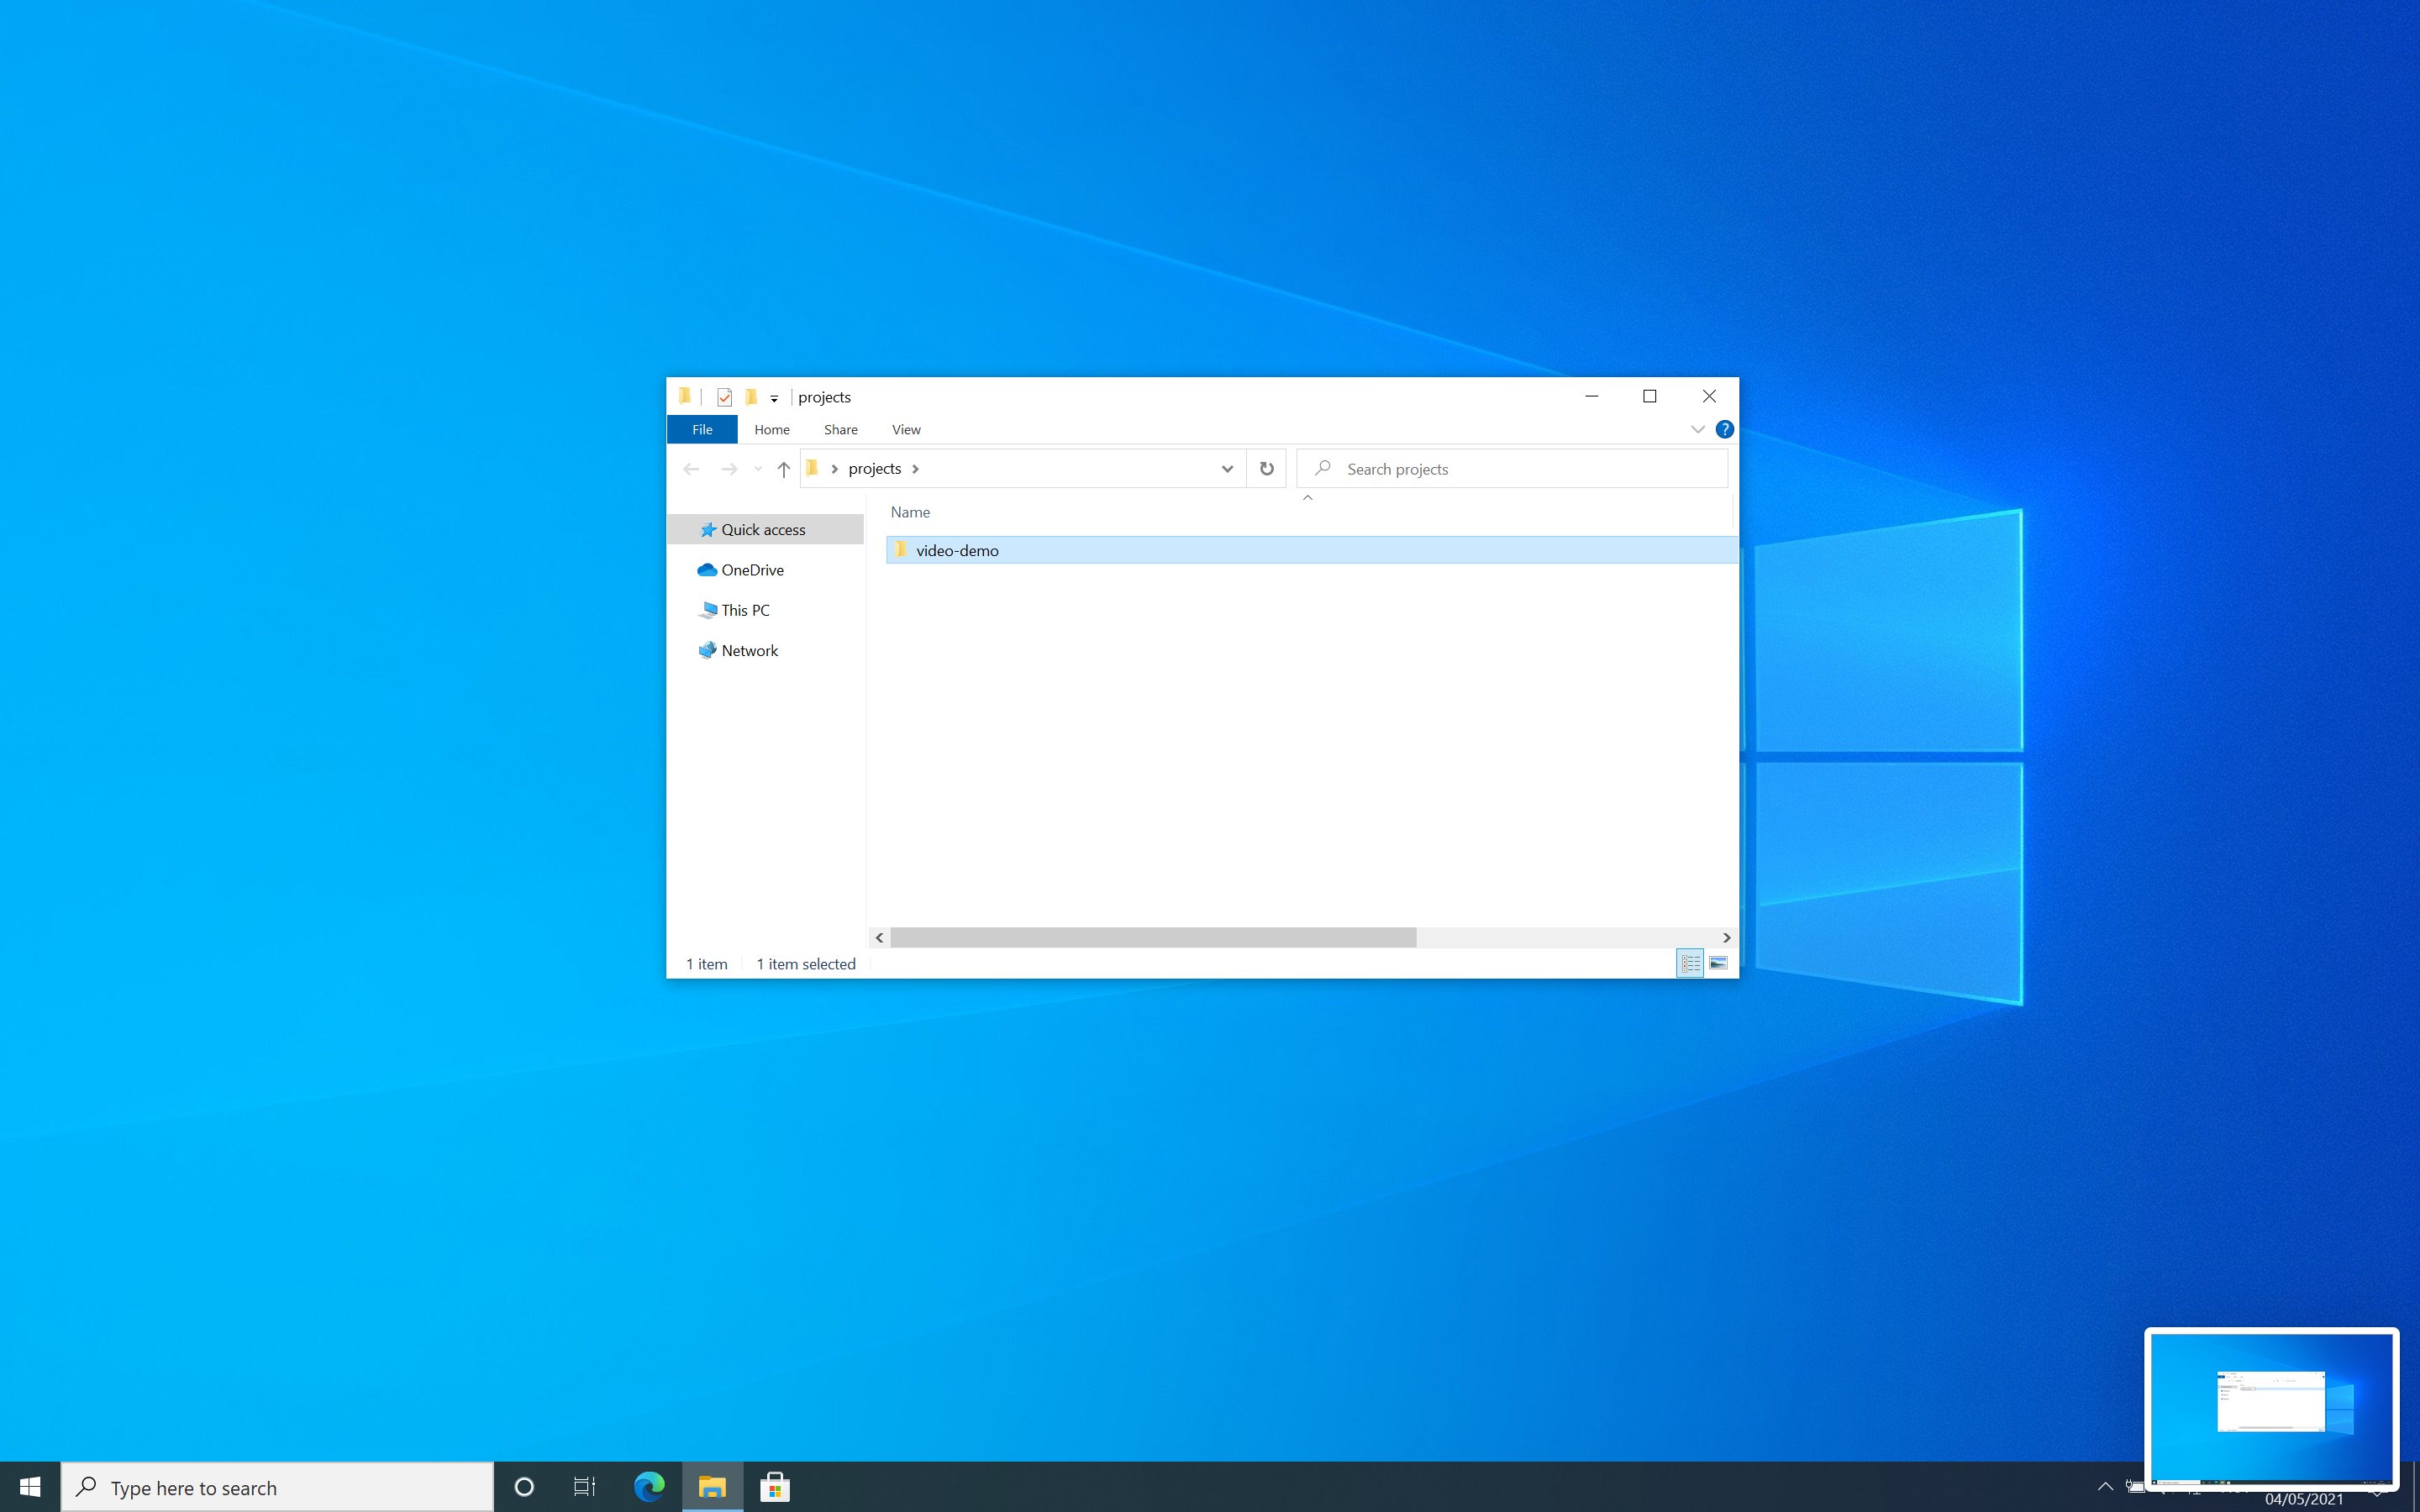 projects
File Home Share View
projects
Search projects
Name
Quick access
video-demo
OneDrive
This PC
Network
1 item 1 item selected
Type here to search
04/05/2021